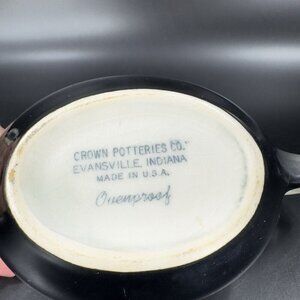 CROWN POTTERIES CO.
EVANSVILLE, INDIANA
MADE IN U.S.A.
Ovenproof